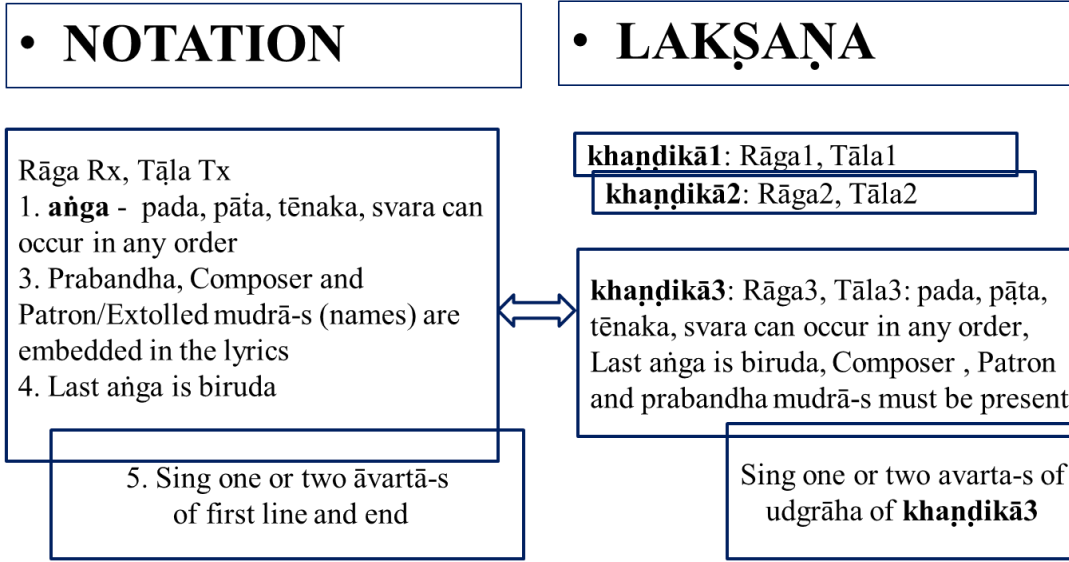 • NOTATION
• LAKṢAṆA
Rāga Rx, Tāḷa Tx
1. aṅga -  pada, pāṫa, tēnaka, svara can
occur in any order
3. Prabandha, Composer and
Patron/Extolled mudrā-s (names) are
embedded in the lyrics
4. Last aṅga is biruda
5. Sing one or two āvartā-s
of first line and end
khaṇḍikā1: Rāga1, Tāla1
khaṇḍikā2: Rāga2, Tāla2
khaṇḍikā3: Rāga3, Tāla3: pada, pāṭa,
tēnaka, svara can occur in any order,
Last aṅga is biruda, Composer , Patron
and prabandha mudrā-s must be present
Sing one or two avarta-s of
udgrāha of khaṇḍikā3